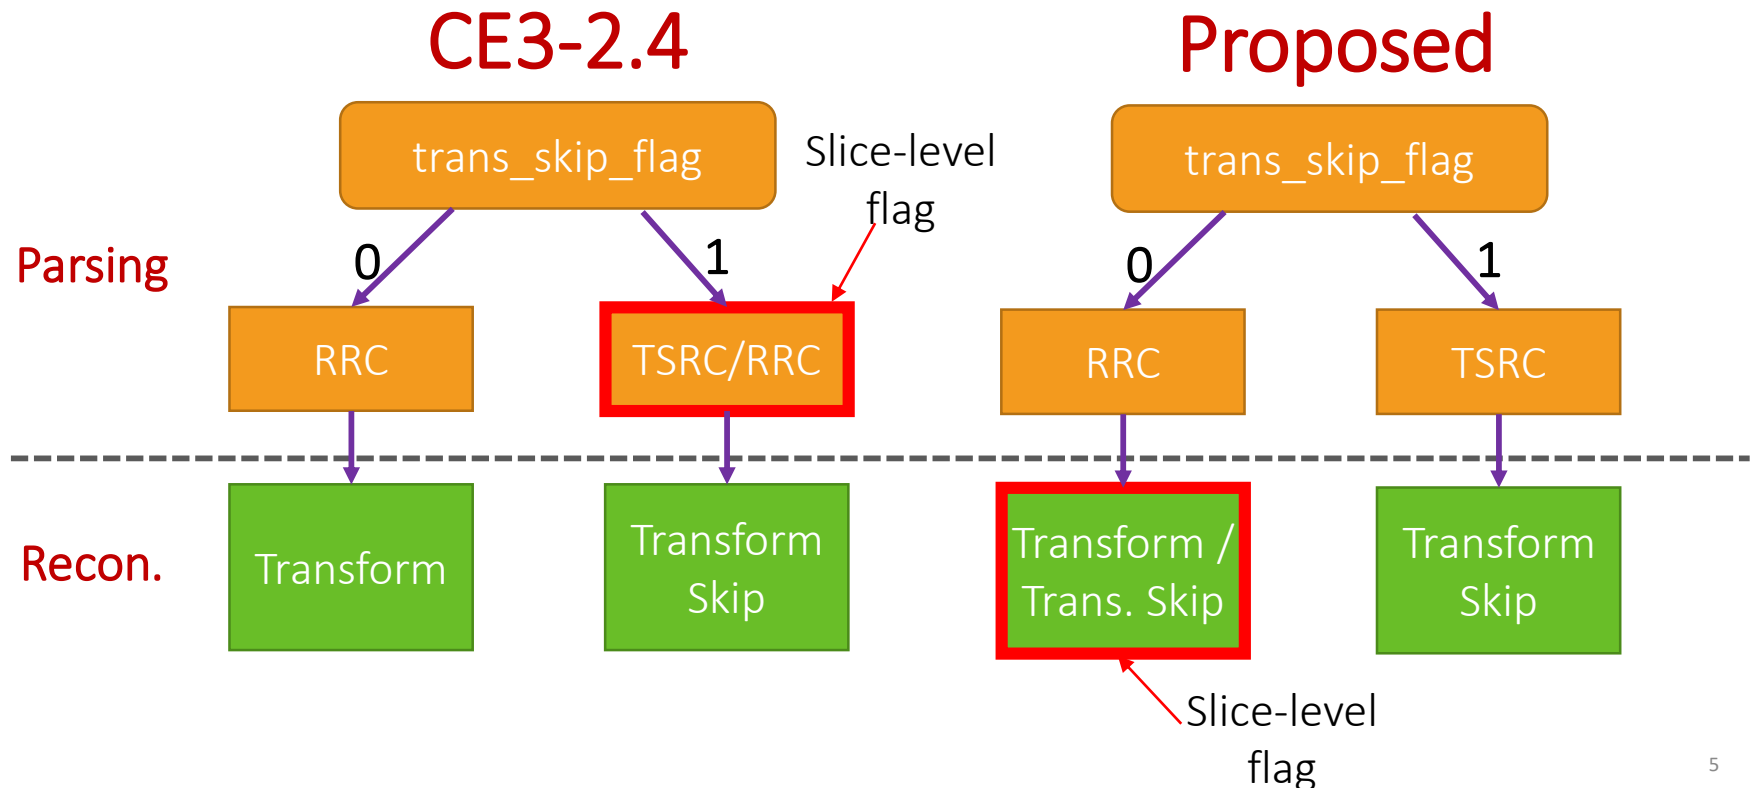 CE3-2.4
Proposed
trans_skip_flag
Slice-level
flag
trans_skip_flag
Parsing
0
1
0
1
RRC
TSRC/RRC
RRC
TSRC
Recon.
Transform
Transform
Skip
Transform /
Trans. Skip
Transform
Skip
Slice-level
flag
5